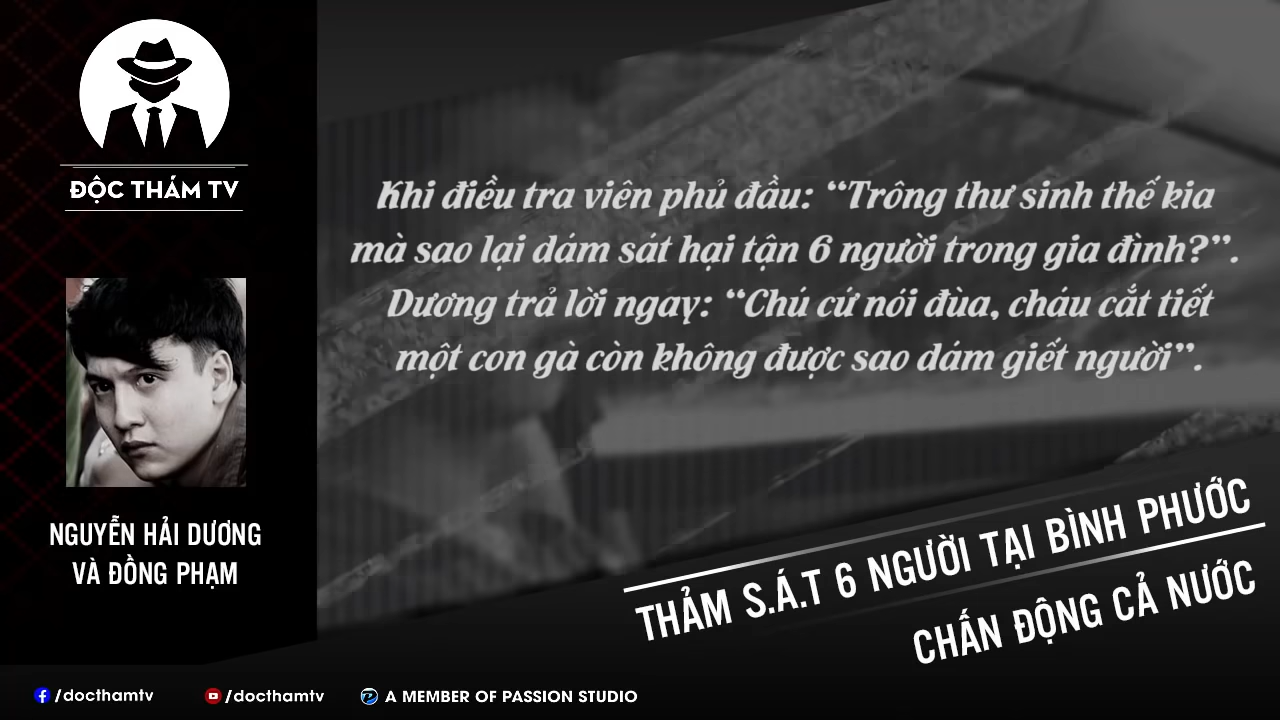 ĐỘC THÁM TV
Khi điều tra viên phủ đầu: “Trông thư sinh thế kia
mà sao lại dám sát hại tận 6 người trong gia đình?”.
Dương trả lời ngay: “Chú cứ nói đùa, cháu cắt tiết
một con gà còn không được sao dám giết người”.
NGUYỄN HẢI DƯƠNG
VÀ ĐỒNG PHẠM
THẢM S.Á.T 6 NGƯỜI TẠI BÌNH PHƯỚC
CHẤN ĐỘNG CẢ NƯỚC
/docthamtv
/docthamtv
A MEMBER OF PASSION STUDIO